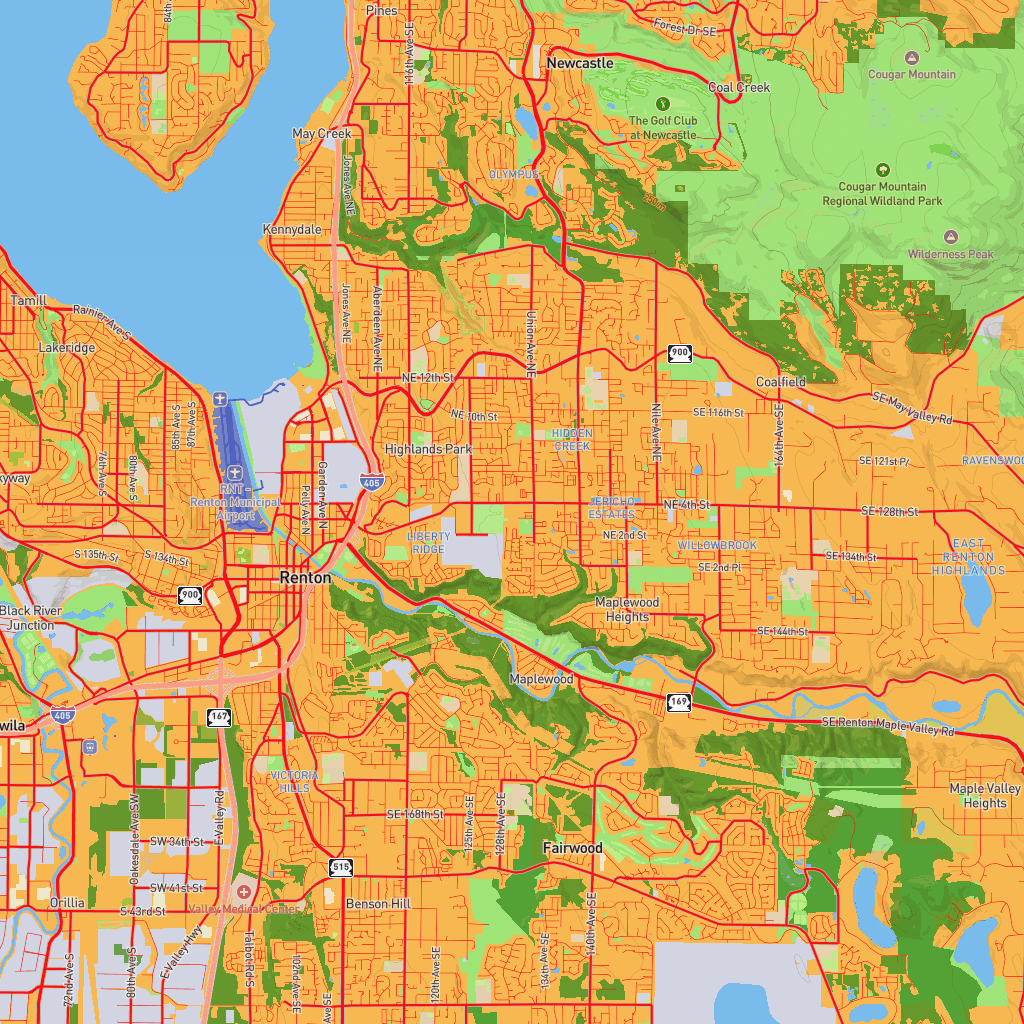 Pines
84th
116th Ave SE
Forest Dr SE
Newcastle
Cougar Mountain
Coal Creek
The Golf Club
at Newcastle
May Creek
Jones Ave NE
OLYMPUS
Cougar Mountain
Regional Wildland Park
250m
Kennydale
Wilderness Peak
Tamill
Rainier Ave S
Jones Ave NE
Aberdeen Ave NE
Union Ave NE
Lakeridge
900
NE 12th St
Coalfield
85th Ave S
87th Ave S
NE 10th St
Nile Ave NE
SE 116th St
164th Ave SE
SE May Valley Rd
HIDDEN
CREEK
Highlands Park
76th Ave S
80th Ave S
kyway
SE 121st Pl
RAVENSWOO
405
RNT -
Renton Municipal
Airport
Pelly Ave N
Garden Ave N
JERICHO
ESTATES
NE 4th St
SE 128th St
LIBERTY
RIDGE
NE 2nd St
WILLOWBROOK
S 135th St
S 134th St
SE 134th St
EAST
RENTON
HIGHLANDS
SE 2nd Pl
Renton
900
Black River
Junction
Maplewood
Heights
SE 144th St
Maplewood
169
405
167
wila
SE Renton-Maple Valley Rd
VICTORIA
HILLS
Maple Valley
Heights
Oakesdale Ave SW
E Valley Rd
SE 168th St
125th Ave SE
128th Ave SE
SW 34th St
Fairwood
515
SW 41st St
Valley Medical Center
Orillia
S 43rd St
Benson Hill
140th Ave SE
E Valley Hwy
Talbot Rd S
72nd Ave S
80th Ave S
102nd Ave SE
Ave SE
120th Ave SE
134th Ave SE